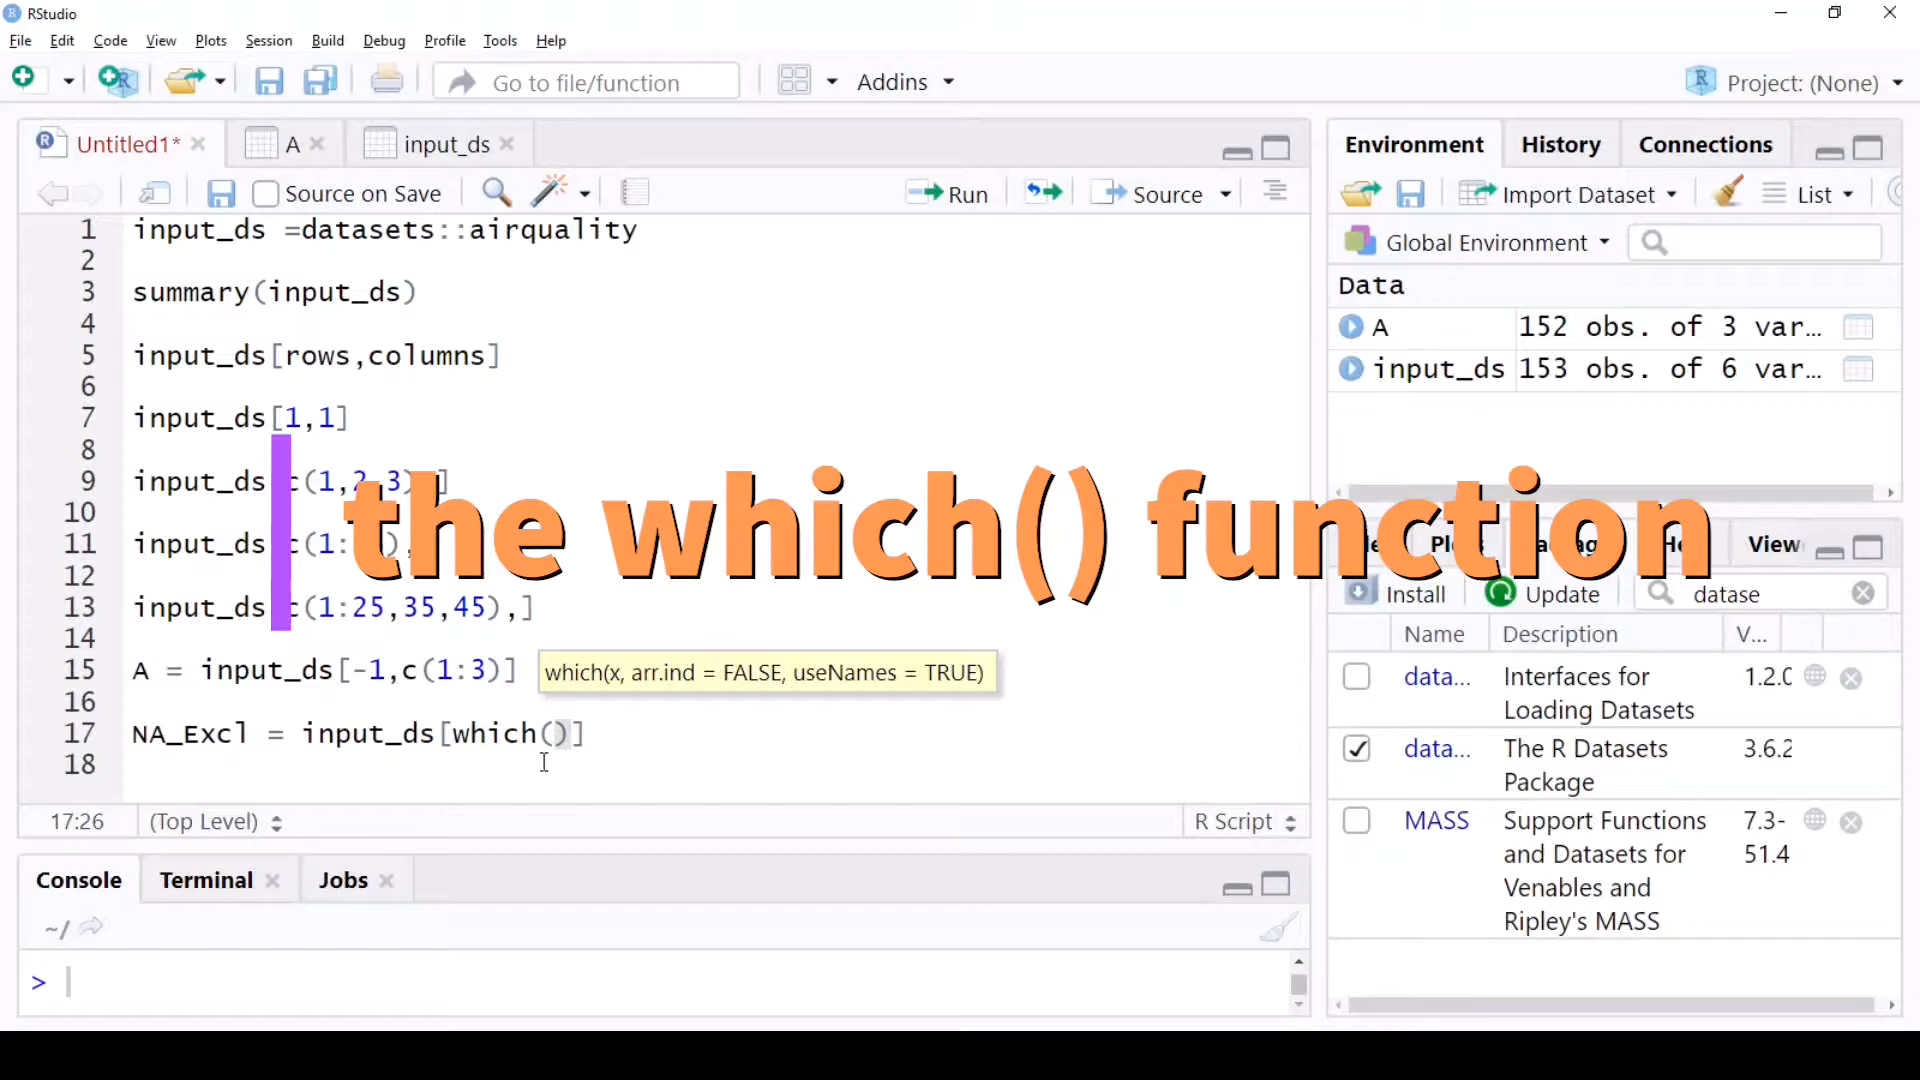 RStudio
File Edit Code View Plots Session Build Debug Profile Tools Help
Go to file/function Addins Project: (None)
Untitled1* A input_ds
Source on Save Run Source
1 input_ds =datasets::airquality
2
3 summary(input_ds)
4
5 input_ds[rows,columns]
6
7 input_ds[1,1]
8
9 input_ds c(1,2,3) ]
10
11 input_ds c(1: ),
12
13 input_ds c(1:25,35,45),]
14
15 A = input_ds[-1,c(1:3)]
which(x, arr.ind = FALSE, useNames = TRUE)
16
17 NA_Excl = input_ds[which()]
18
the which() function
17:26 (Top Level) R Script
Console Terminal Jobs
~/
>
Environment History Connections
Import Dataset List
Global Environment
Data
A 152 obs. of 3 var...
input_ds 153 obs. of 6 var...
View
Install Update datase
Name Description V...
data... Interfaces for 1.2.0
Loading Datasets
data... The R Datasets 3.6.2
Package
MASS Support Functions 7.3-
and Datasets for 51.4
Venables and
Ripley's MASS